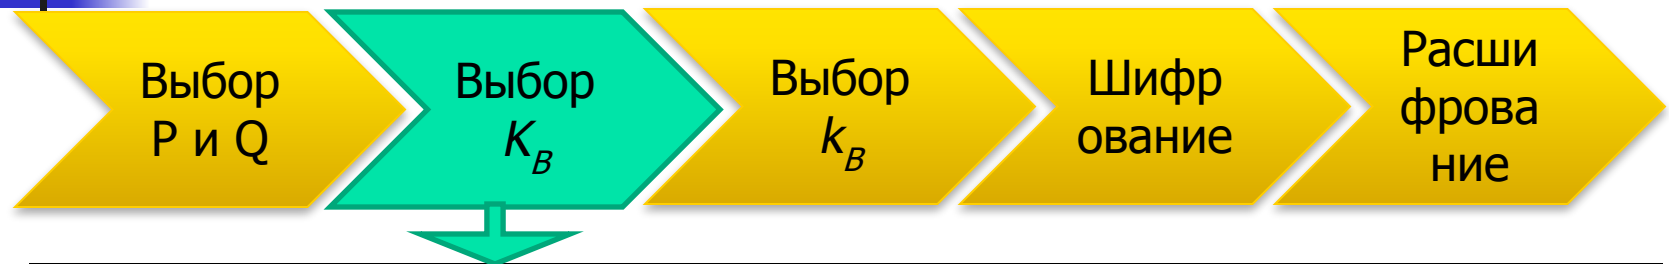 Выбор
P и Q
Выбор
K_B
Выбор
k_B
Шифр
ование
Расши
фрова
ние